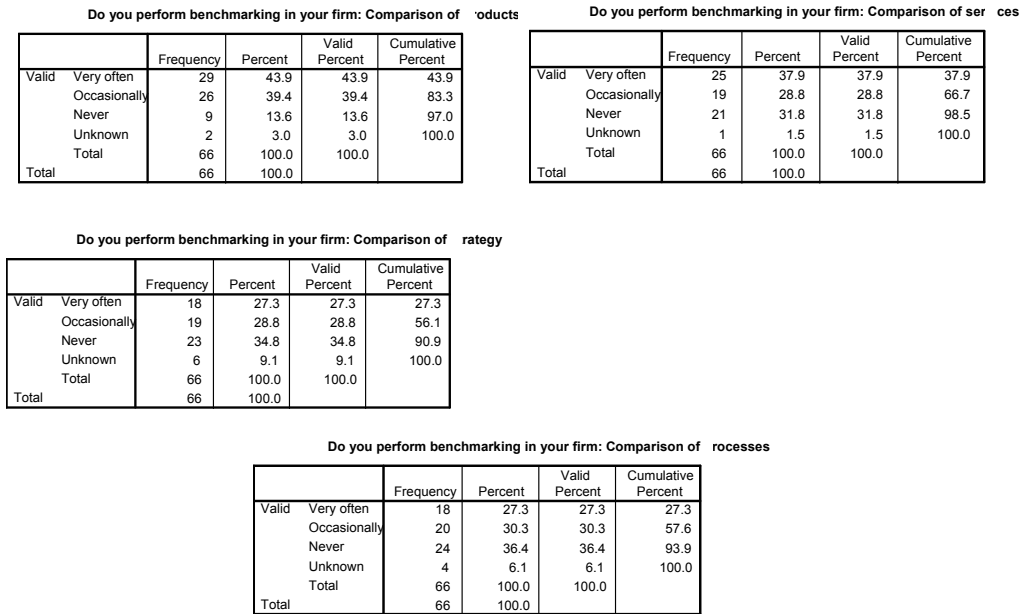 Do you perform benchmarking in your firm: Comparison of roducts
Frequency Percent Valid Percent Cumulative Percent
Valid Very often 29 43.9 43.9 43.9
Occasionally 26 39.4 39.4 83.3
Never 9 13.6 13.6 97.0
Unknown 2 3.0 3.0 100.0
Total 66 100.0 100.0
Total 66 100.0
Do you perform benchmarking in your firm: Comparison of ser ces
Frequency Percent Valid Percent Cumulative Percent
Valid Very often 25 37.9 37.9 37.9
Occasionally 19 28.8 28.8 66.7
Never 21 31.8 31.8 98.5
Unknown 1 1.5 1.5 100.0
Total 66 100.0 100.0
Total 66 100.0
Do you perform benchmarking in your firm: Comparison of rategy
Frequency Percent Valid Percent Cumulative Percent
Valid Very often 18 27.3 27.3 27.3
Occasionally 19 28.8 28.8 56.1
Never 23 34.8 34.8 90.9
Unknown 6 9.1 9.1 100.0
Total 66 100.0 100.0
Total 66 100.0
Do you perform benchmarking in your firm: Comparison of rocesses
Frequency Percent Valid Percent Cumulative Percent
Valid Very often 18 27.3 27.3 27.3
Occasionally 20 30.3 30.3 57.6
Never 24 36.4 36.4 93.9
Unknown 4 6.1 6.1 100.0
Total 66 100.0 100.0
Total 66 100.0